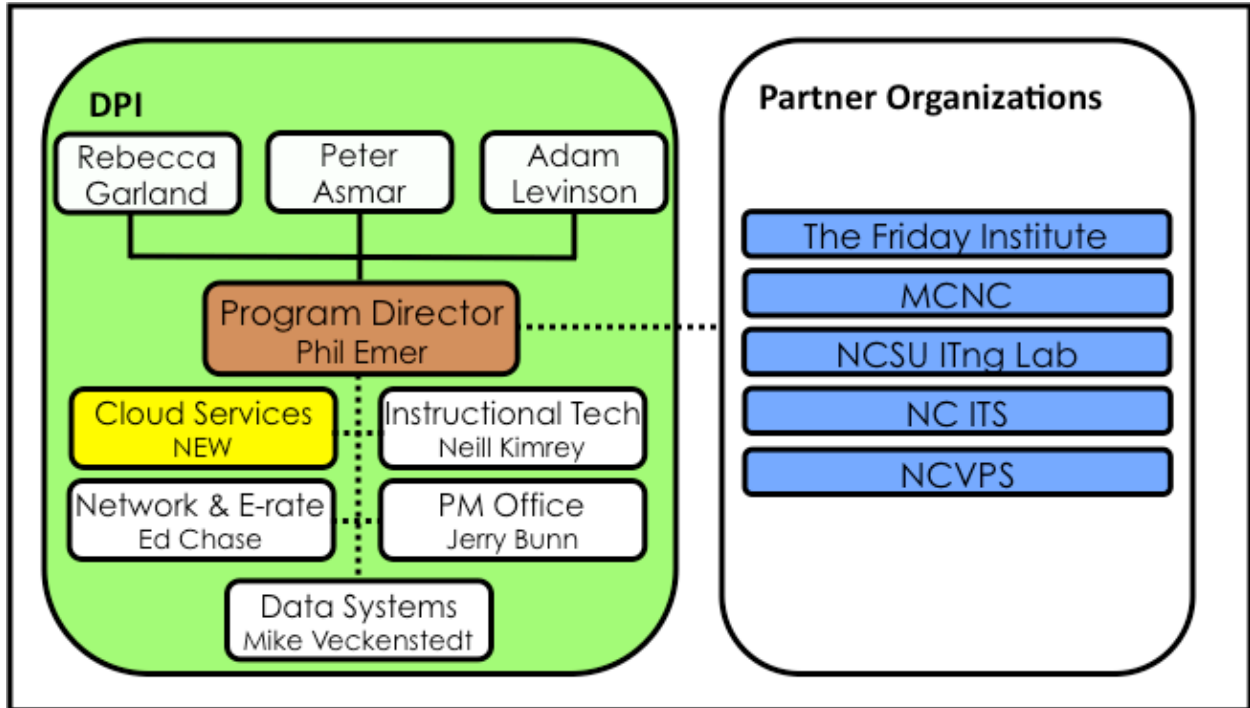 DPI
Rebecca
Garland
Peter
Asmar
Adam
Levinson
Program Director
Phil Emer
Cloud Services
NEW
Instructional Tech
Neill Kimrey
Network & E-rate
Ed Chase
PM Office
Jerry Bunn
Data Systems
Mike Veckenstedt
Partner Organizations
The Friday Institute
MCNC
NCSU ITng Lab
NC ITS
NCVPS